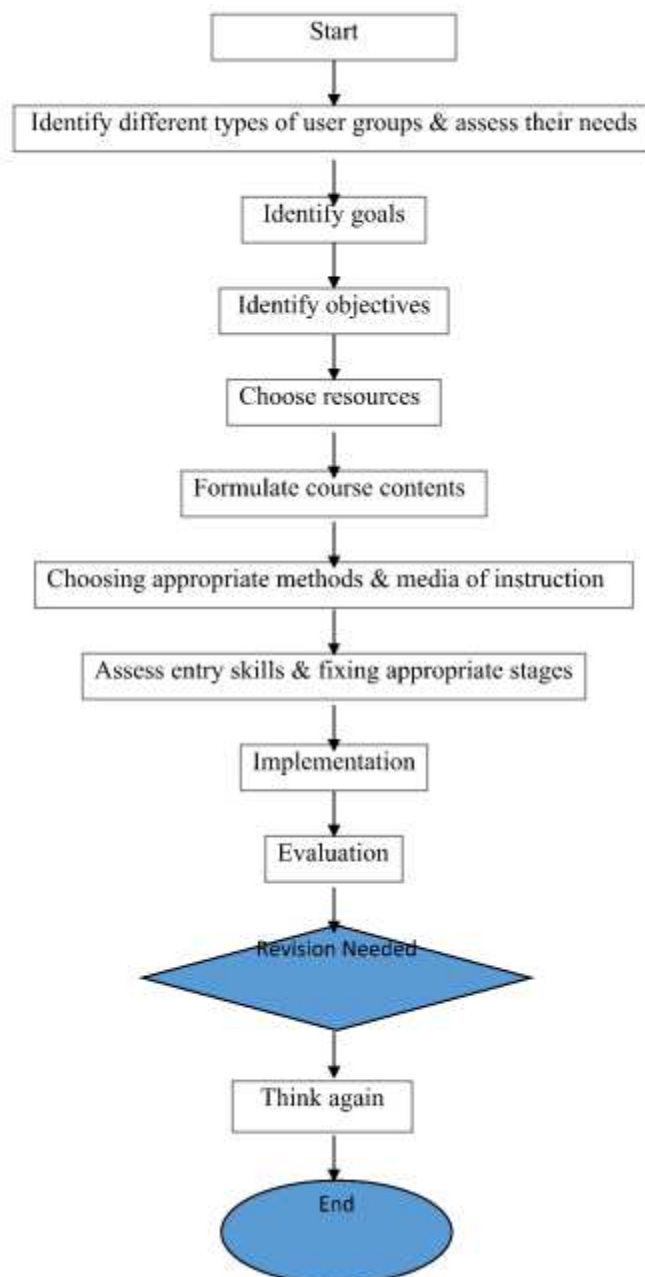 Start
Identify different types of user groups & assess their needs
Identify goals
Identify objectives
Choose resources
Formulate course contents
Choosing appropriate methods & media of instruction
Assess entry skills & fixing appropriate stages
Implementation
Evaluation
Revision Needed
Think again
End